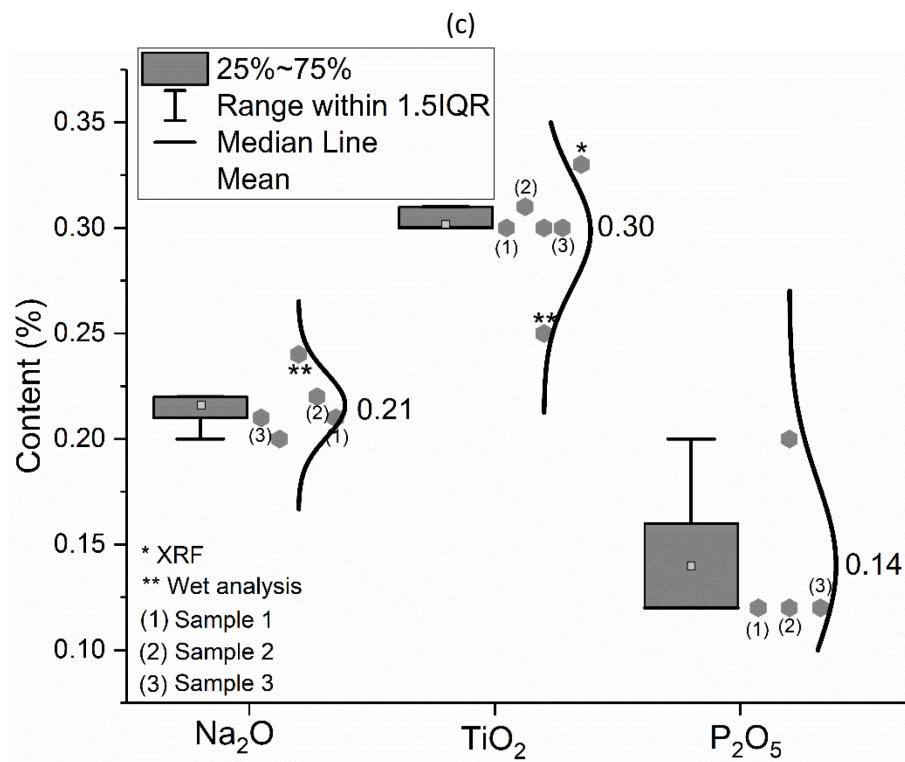 (c)
25%~75%
Range within 1.5IQR
Median Line
Mean
0.35
0.30
0.25
0.20
0.15
0.10
Content (%)
*
(2)
(1)
(3)
0.30
**
**
(2)
(3)
(1)
0.21
(3)
(1)
(2)
0.14
* XRF
** Wet analysis
(1) Sample 1
(2) Sample 2
(3) Sample 3
Na₂O
TiO₂
P₂O₅